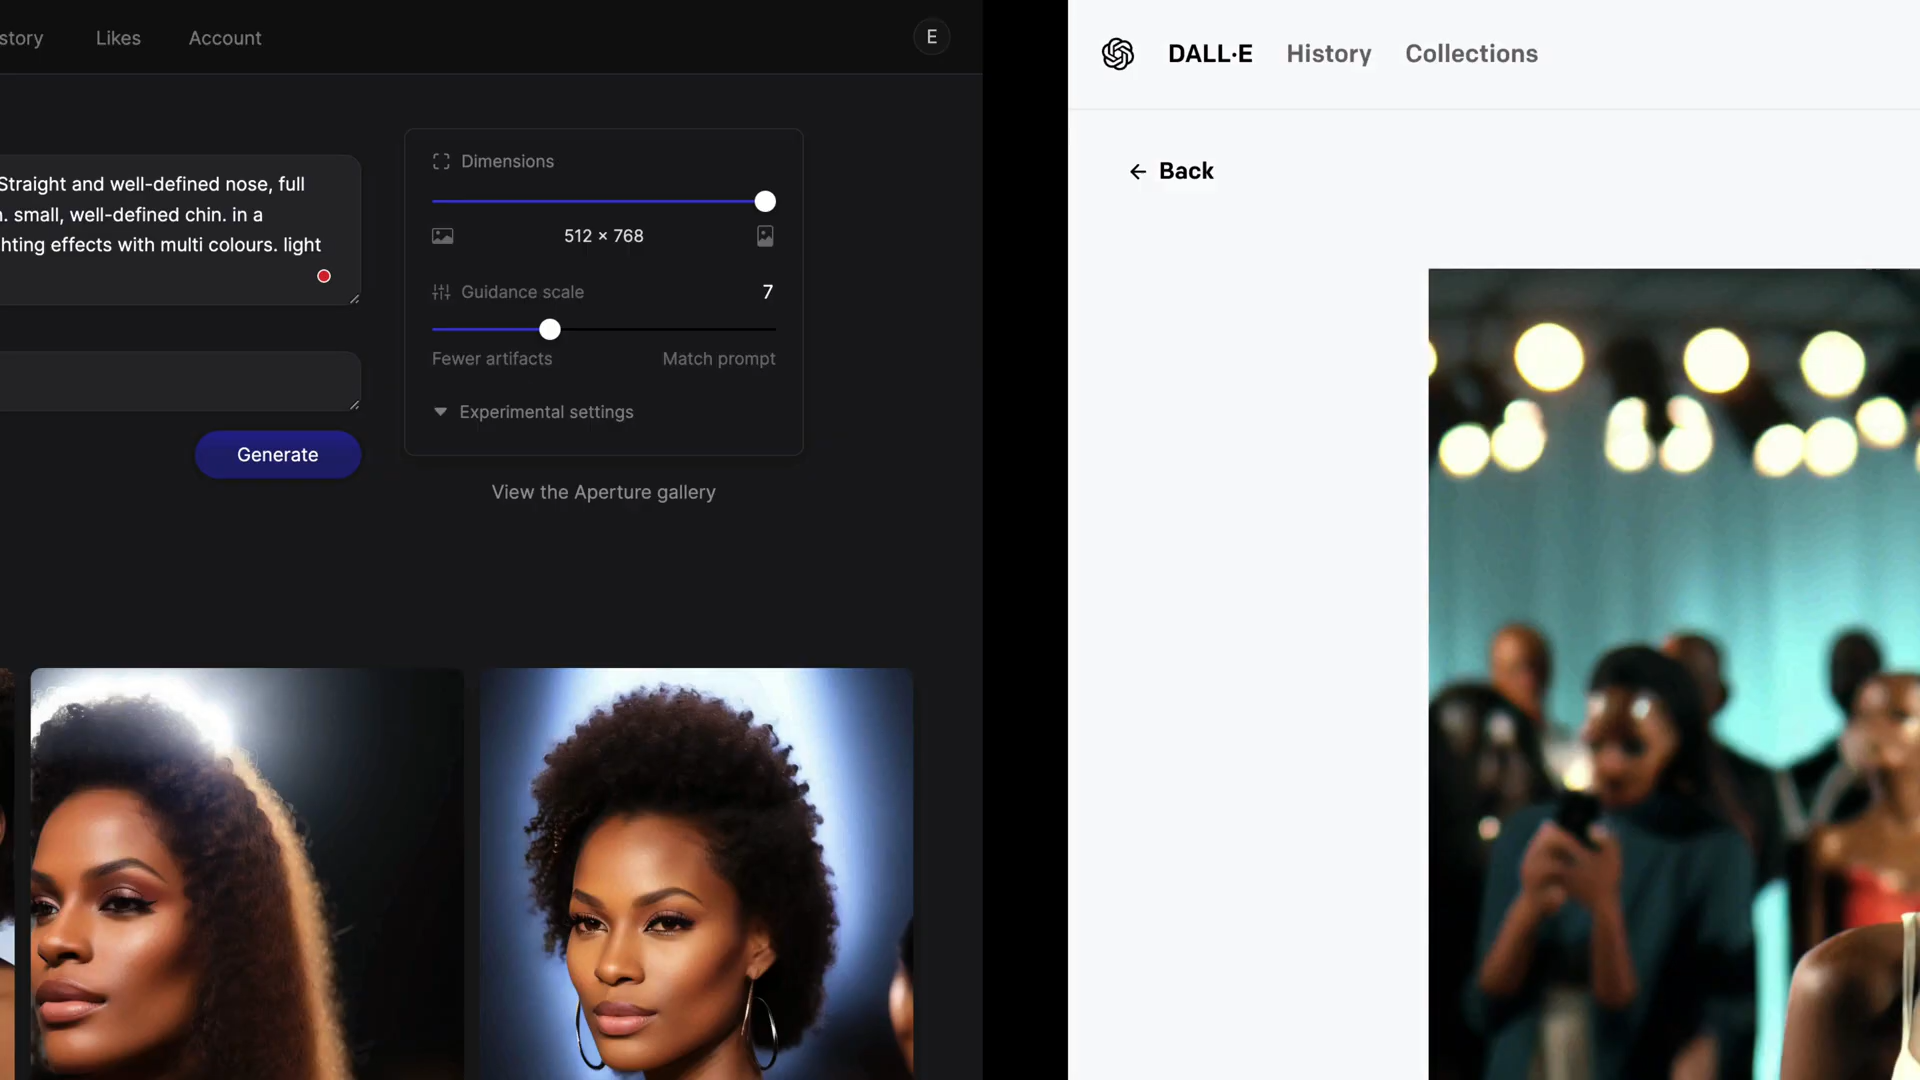 story Likes Account E
Straight and well-defined nose, full
. small, well-defined chin. in a
hting effects with multi colours. light
Generate
Dimensions
512 × 768
Guidance scale 7
Fewer artifacts Match prompt
Experimental settings
View the Aperture gallery
DALL·E History Collections
Back